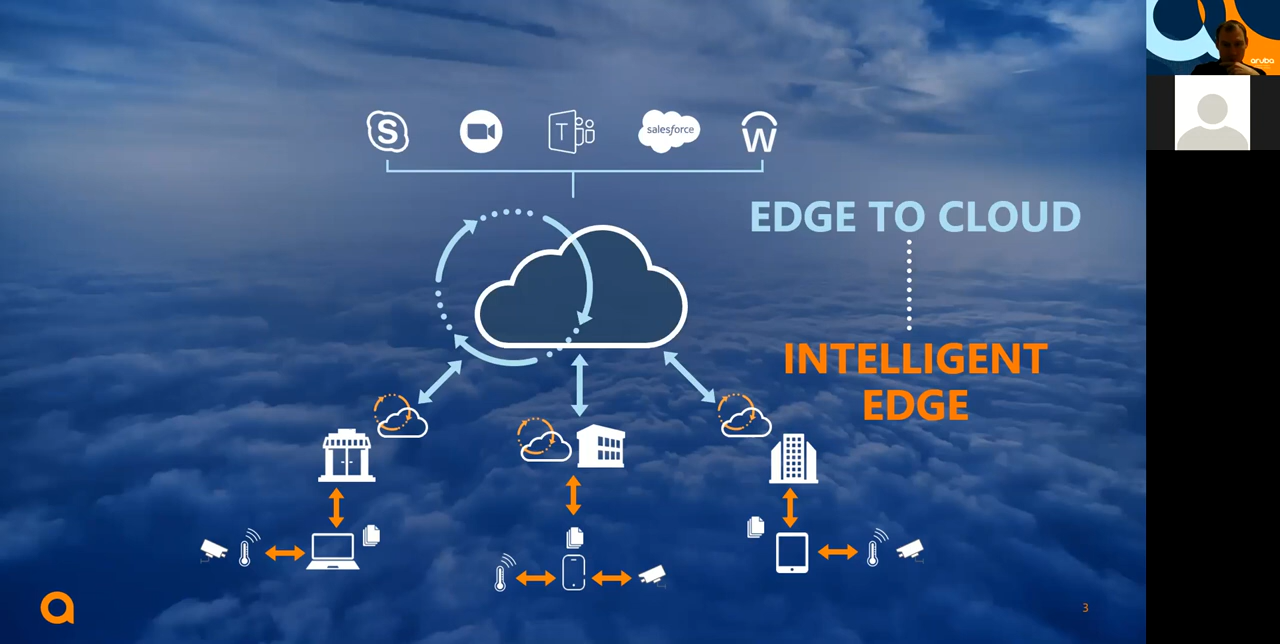 S
T
salesforce
W
EDGE TO CLOUD
INTELLIGENT
EDGE
3
aruba